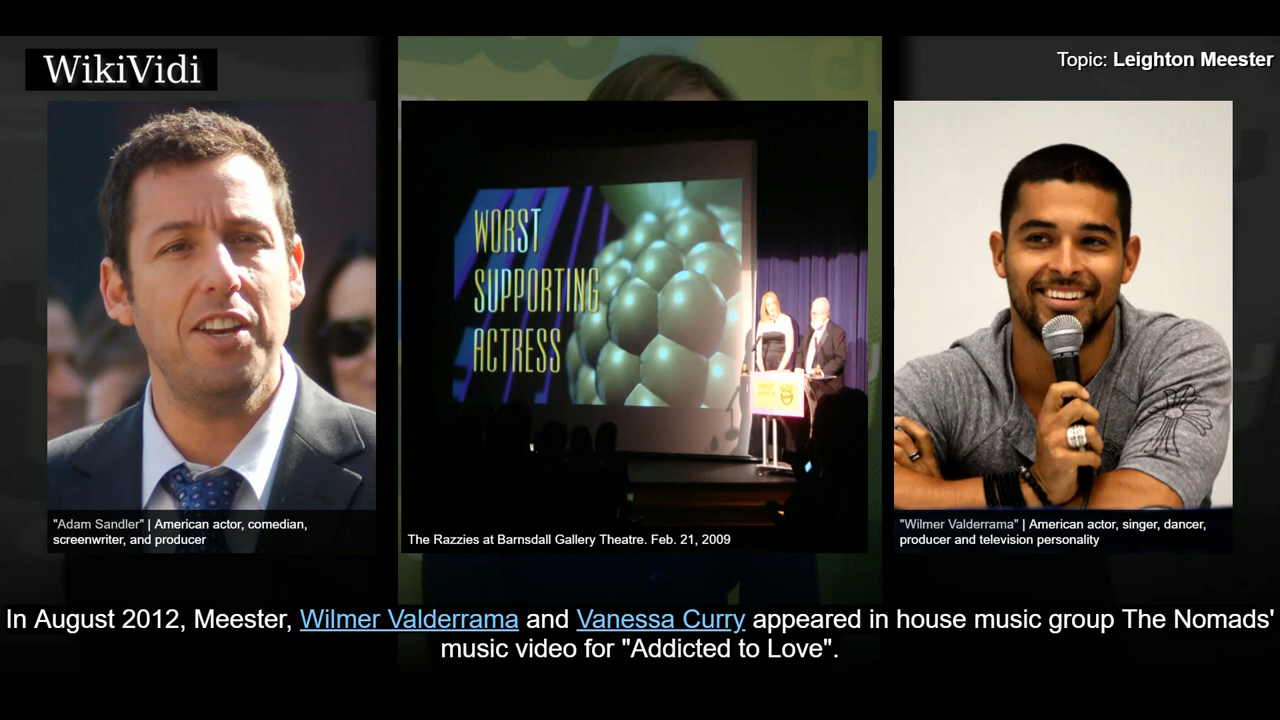 WikiVidi
Topic: Leighton Meester
WORST
SUPPORTING
ACTRESS
"Adam Sandler" | American actor, comedian,
screenwriter, and producer
The Razzies at Barnsdall Gallery Theatre. Feb. 21, 2009
"Wilmer Valderrama" | American actor, singer, dancer,
producer and television personality
In August 2012, Meester, Wilmer Valderrama and Vanessa Curry appeared in house music group The Nomads'
music video for "Addicted to Love".